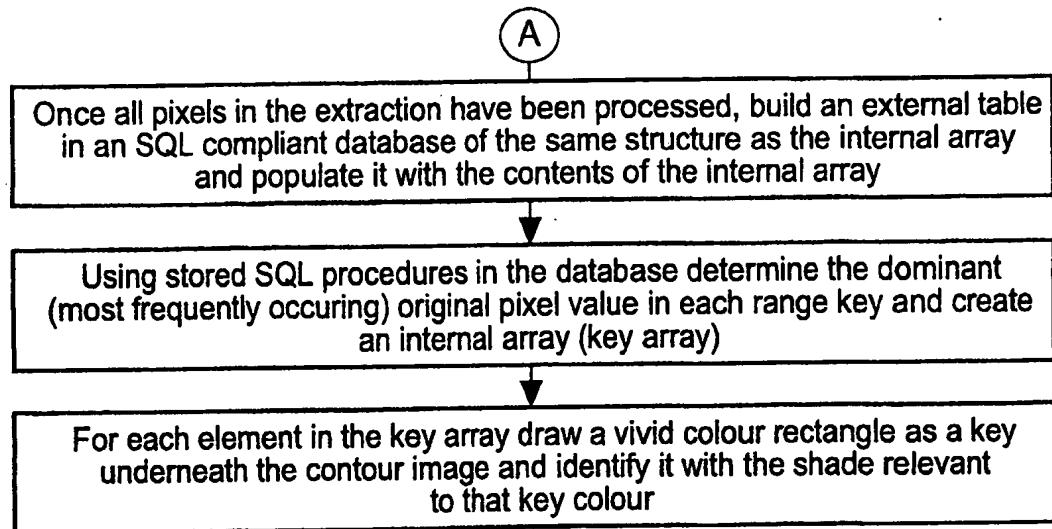 A
Once all pixels in the extraction have been processed, build an external table
in an SQL compliant database of the same structure as the internal array
and populate it with the contents of the internal array
Using stored SQL procedures in the database determine the dominant
(most frequently occuring) original pixel value in each range key and create
an internal array (key array)
For each element in the key array draw a vivid colour rectangle as a key
underneath the contour image and identify it with the shade relevant
to that key colour